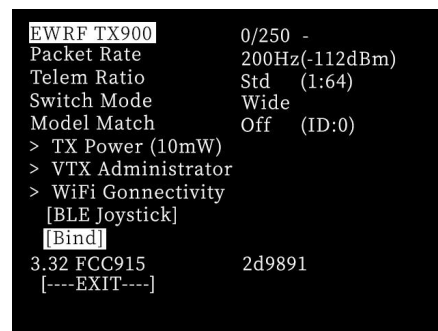 EWRF TX900 0/250 -
Packet Rate 200Hz(-112dBm)
Telem Ratio Std (1:64)
Switch Mode Wide
Model Match Off (ID:0)
> TX Power (10mW)
> VTX Administrator
> WiFi Gonnectivity
[BLE Joystick]
[Bind]
3.32 FCC915 2d9891
[----EXIT----]